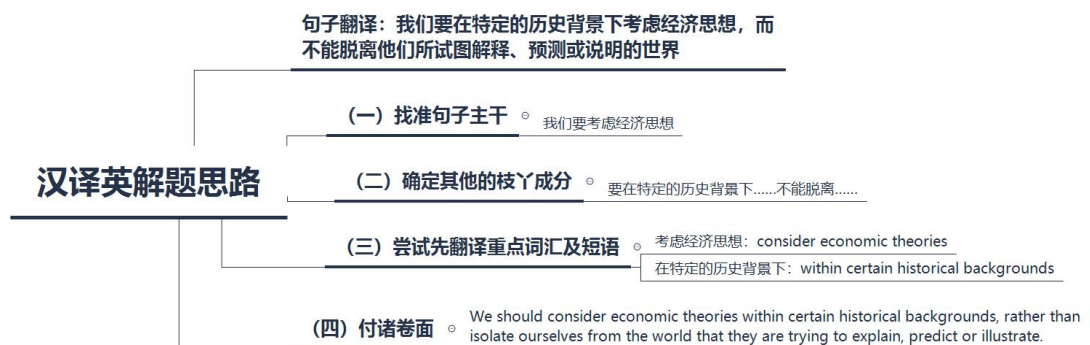 句子翻译：我们要在特定的历史背景下考虑经济思想，而
不能脱离他们所试图解释、预测或说明的世界
（一）找准句子主干
我们要考虑经济思想
汉译英解题思路
（二）确定其他的枝丫成分
要在特定的历史背景下……不能脱离……
（三）尝试先翻译重点词汇及短语
考虑经济思想：consider economic theories
在特定的历史背景下：within certain historical backgrounds
（四）付诸卷面
We should consider economic theories within certain historical backgrounds, rather than
isolate ourselves from the world that they are trying to explain, predict or illustrate.